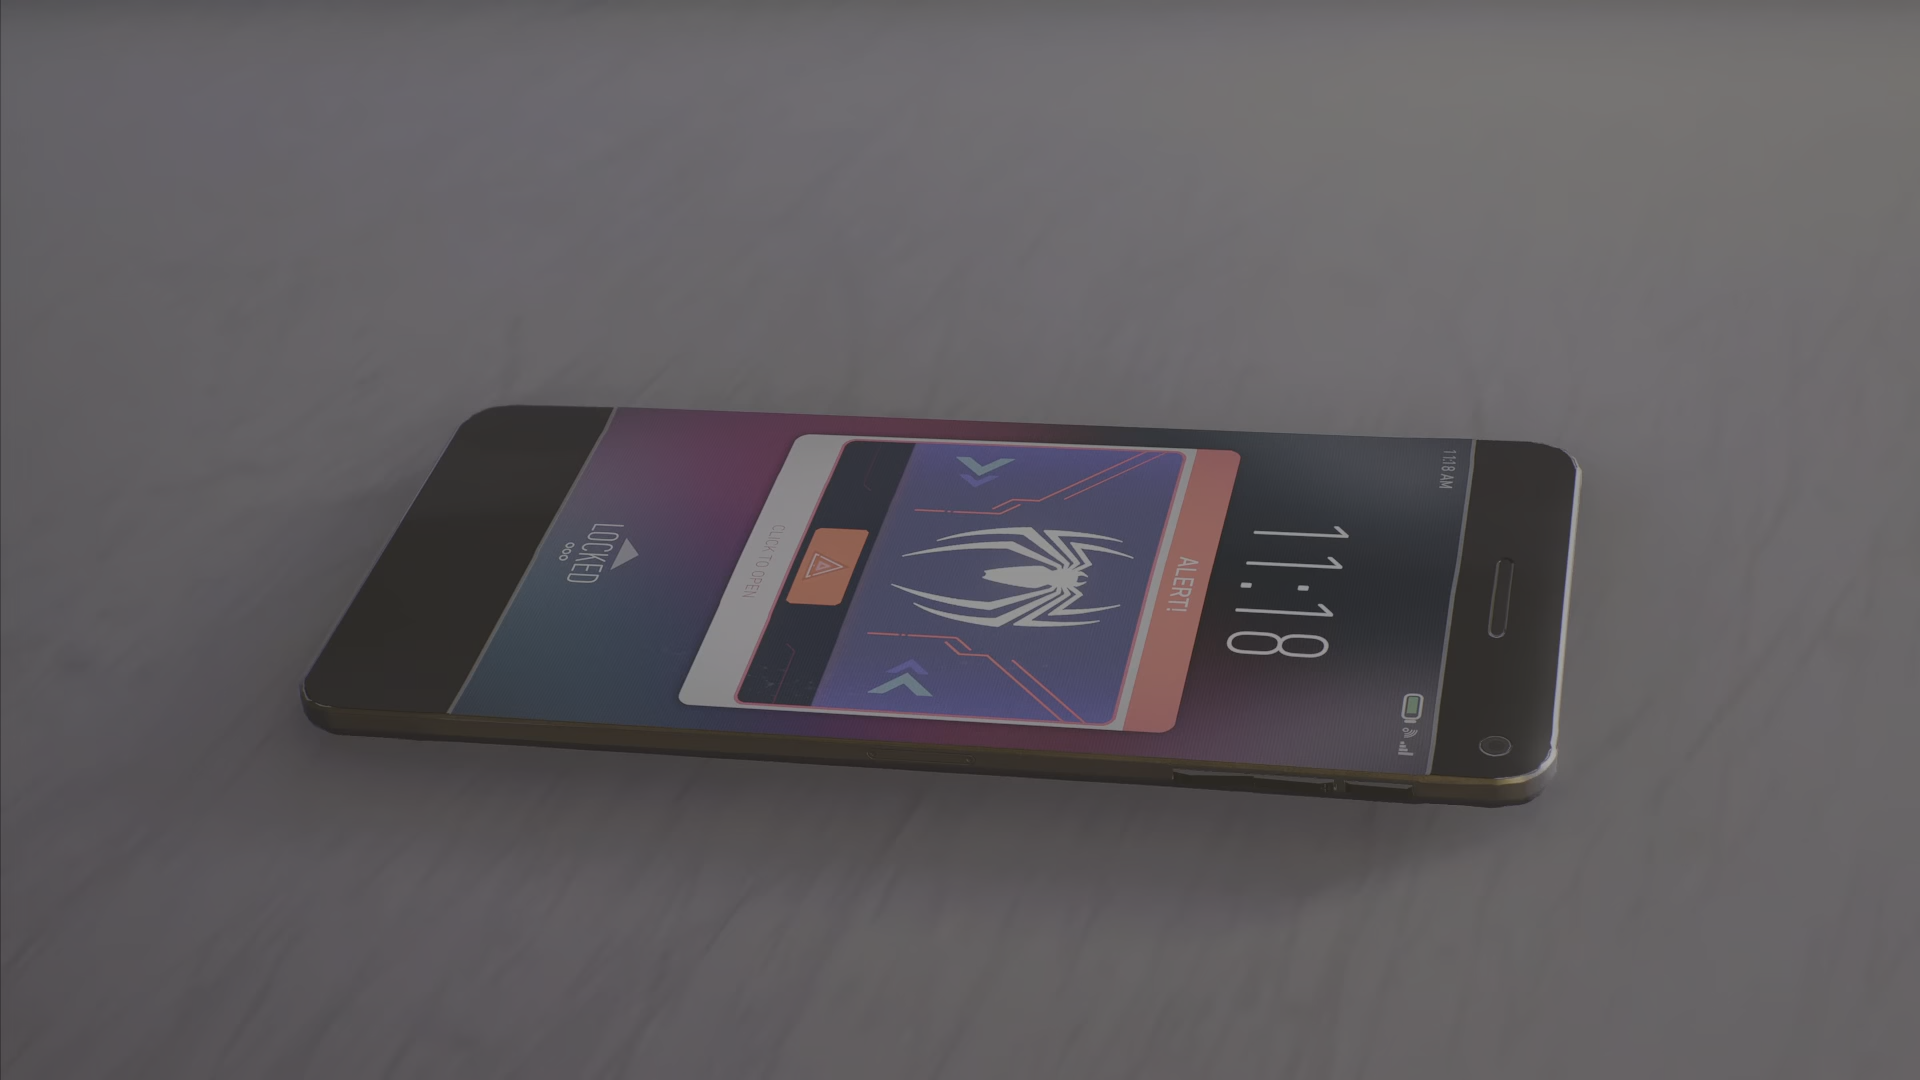 11:18 AM
11:18
ALERT!
CLICK TO OPEN
LOCKED